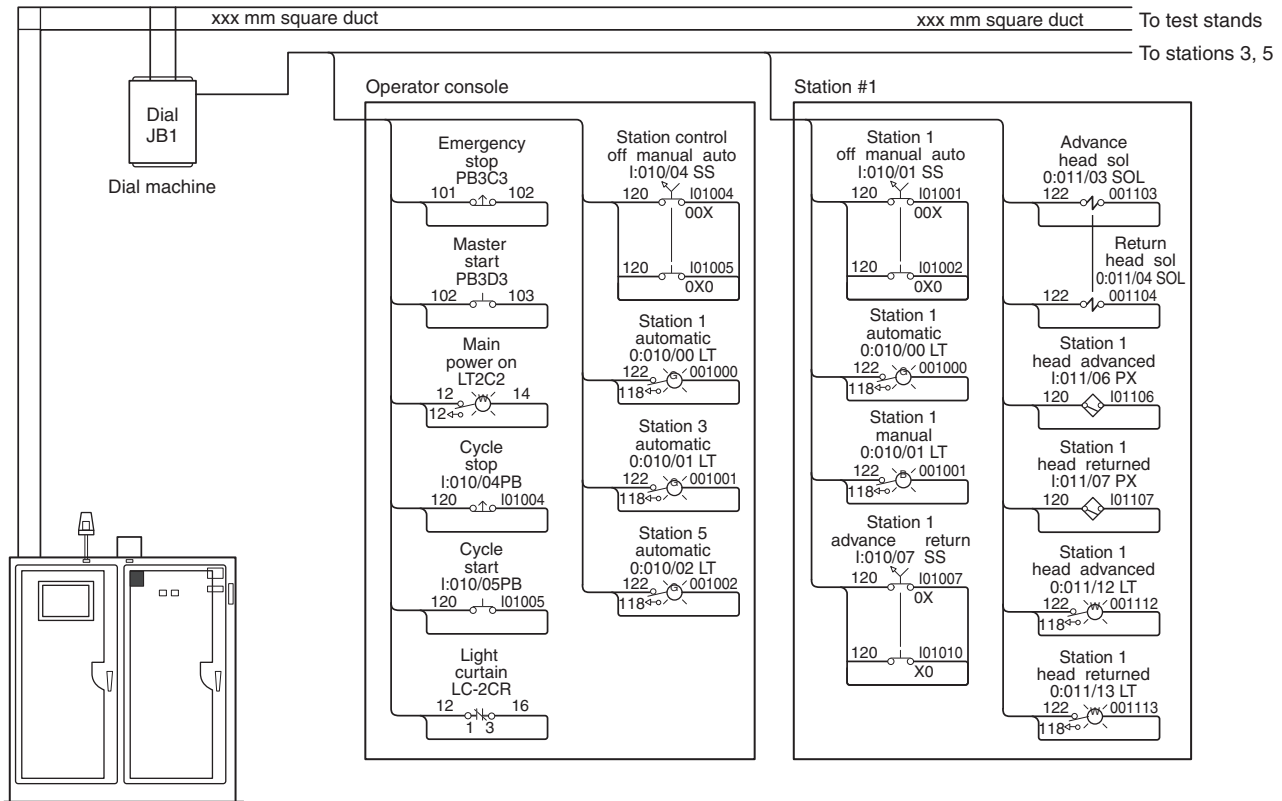 xxx mm square duct
xxx mm square duct
To test stands
To stations 3, 5
Dial
JB1
Dial machine
Operator console
Emergency
stop
PB3C3
101 102
Master
start
PB3D3
102 103
Main
power on
LT2C2
12 W 14
12
Cycle
stop
I:010/04PB
120 I01004
Cycle
start
I:010/05PB
120 I01005
Light
curtain
LC-2CR
12 16
1 3
Station control
off manual auto
I:010/04 SS
120 I01004
00X
120 I01005
0X0
Station 1
automatic
0:010/00 LT
122 G 001000
118
Station 3
automatic
0:010/01 LT
122 G 001001
118
Station 5
automatic
0:010/02 LT
122 G 001002
118
Station #1
Station 1
off manual auto
I:010/01 SS
120 I01001
00X
120 I01002
0X0
Station 1
automatic
0:010/00 LT
122 G 001000
118
Station 1
manual
0:010/01 LT
122 B 001001
118
Station 1
advance return
I:010/07 SS
120 I01007
0X
120 I01010
X0
Advance
head sol
0:011/03 SOL
122 001103
Return
head sol
0:011/04 SOL
122 001104
Station 1
head advanced
I:011/06 PX
120 I01106
Station 1
head returned
I:011/07 PX
120 I01107
Station 1
head advanced
0:011/12 LT
122 W 001112
118
Station 1
head returned
0:011/13 LT
122 W 001113
118